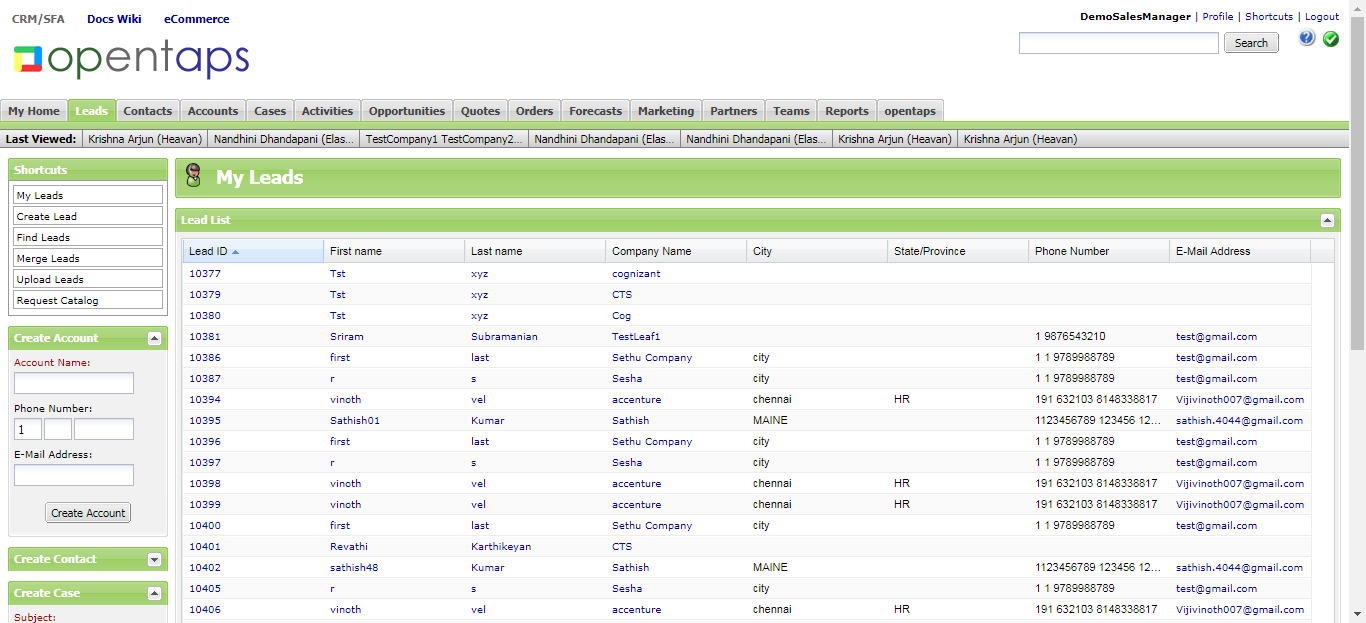 CRM/SFA Docs Wiki eCommerce
DemoSalesManager | Profile | Shortcuts | Logout
opentaps
Search
My Home Leads Contacts Accounts Cases Activities Opportunities Quotes Orders Forecasts Marketing Partners Teams Reports opentaps
Last Viewed: Krishna Arjun (Heavan) Nandhini Dhandapani (Elas... TestCompany1 TestCompany2... Nandhini Dhandapani (Elas... Nandhini Dhandapani (Elas... Krishna Arjun (Heavan) Krishna Arjun (Heavan)
Shortcuts
My Leads
Create Lead
Find Leads
Merge Leads
Upload Leads
Request Catalog
Create Account
Account Name:
Phone Number:
1
E-Mail Address:
Create Account
Create Contact
Create Case
Subject:
My Leads
Lead List
Lead ID First name Last name Company Name City State/Province Phone Number E-Mail Address
10377 Tst xyz cognizant
10379 Tst xyz CTS
10380 Tst xyz Cog
10381 Sriram Subramanian TestLeaf1 1 9876543210 test@gmail.com
10386 first last Sethu Company city 1 1 9789988789 test@gmail.com
10387 r s Sesha city 1 1 9789988789 test@gmail.com
10394 vinoth vel accenture chennai HR 191 632103 8148338817 Vijivinoth007@gmail.com
10395 Sathish01 Kumar Sathish MAINE 1123456789 123456 12... sathish.4044@gmail.com
10396 first last Sethu Company city 1 1 9789988789 test@gmail.com
10397 r s Sesha city 1 1 9789988789 test@gmail.com
10398 vinoth vel accenture chennai HR 191 632103 8148338817 Vijivinoth007@gmail.com
10399 vinoth vel accenture chennai HR 191 632103 8148338817 Vijivinoth007@gmail.com
10400 first last Sethu Company city 1 1 9789988789 test@gmail.com
10401 Revathi Karthikeyan CTS
10402 sathish48 Kumar Sathish MAINE 1123456789 123456 12... sathish.4044@gmail.com
10405 r s Sesha city 1 1 9789988789 test@gmail.com
10406 vinoth vel accenture chennai HR 191 632103 8148338817 Vijivinoth007@gmail.com